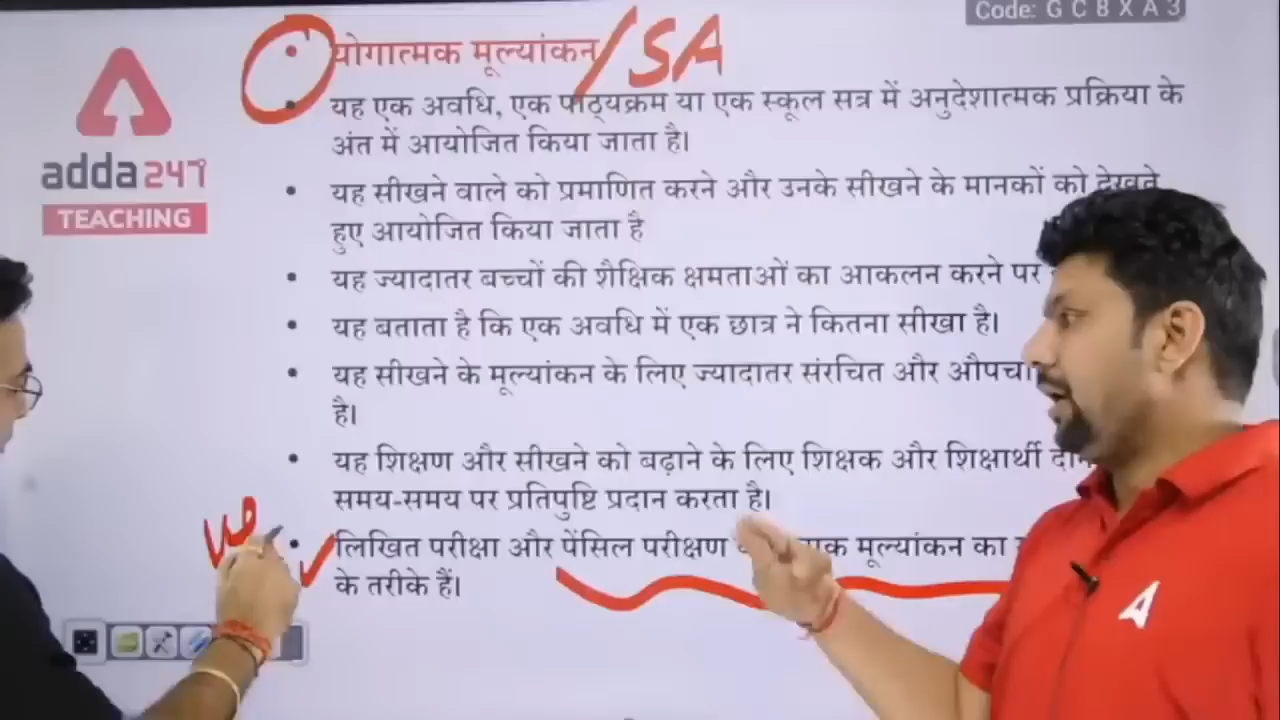 Code: G C B X A 3
योगात्मक मूल्यांकन/SA
यह एक अवधि, एक पाठ्यक्रम या एक स्कूल सत्र में अनुदेशात्मक प्रक्रिया के
अंत में आयोजित किया जाता है।
adda247
TEACHING
यह सीखने वाले को प्रमाणित करने और उनके सीखने के मानकों को देखते
हुए आयोजित किया जाता है
यह ज्यादातर बच्चों की शैक्षिक क्षमताओं का आकलन करने पर
यह बताता है कि एक अवधि में एक छात्र ने कितना सीखा है।
यह सीखने के मूल्यांकन के लिए ज्यादातर संरचित और
है।
यह शिक्षण और सीखने को बढ़ाने के लिए शिक्षक और शिक्षार्थी
समय-समय पर प्रतिपुष्टि प्रदान करता है।
लिखित परीक्षा और पेंसिल परीक्षण मूल्यांकन का
के तरीके हैं।